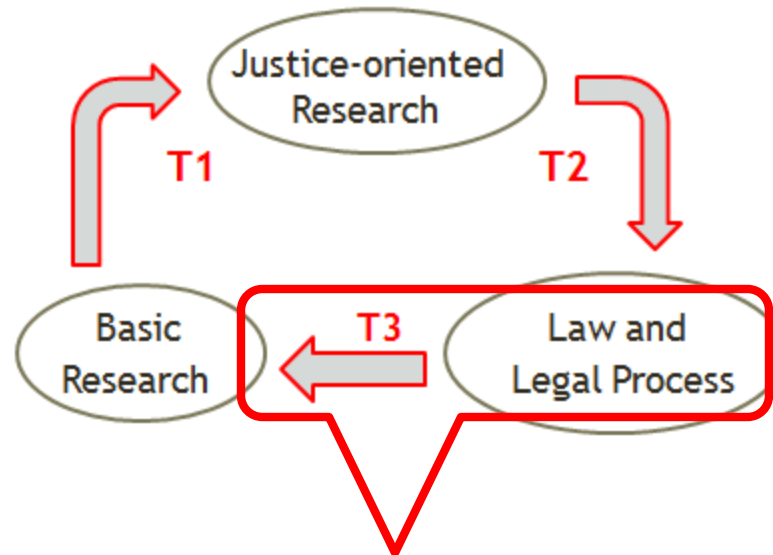 Justice-oriented
Research
T1
T2
Basic
Research
T3
Law and
Legal Process